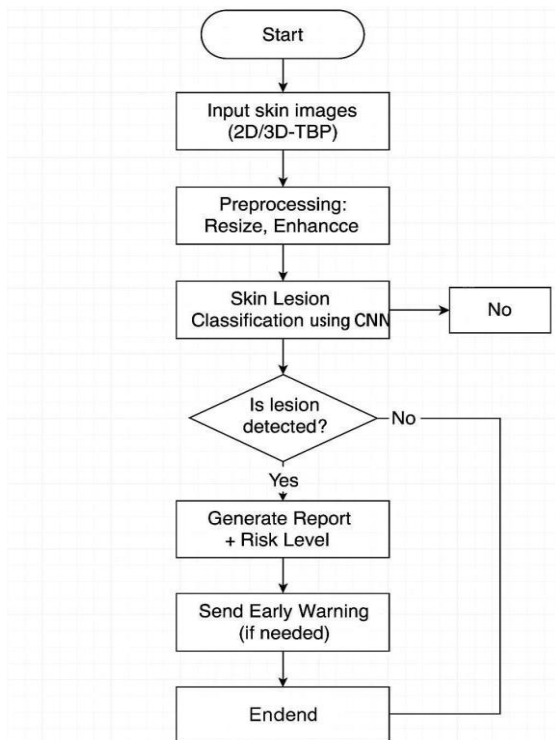 Start
Input skin images
(2D/3D-TBP)
Preprocessing:
Resize, Enhancce
Skin Lesion
Classification using CNN
No
Is lesion
detected?
No
Yes
Generate Report
+ Risk Level
Send Early Warning
(if needed)
Endend